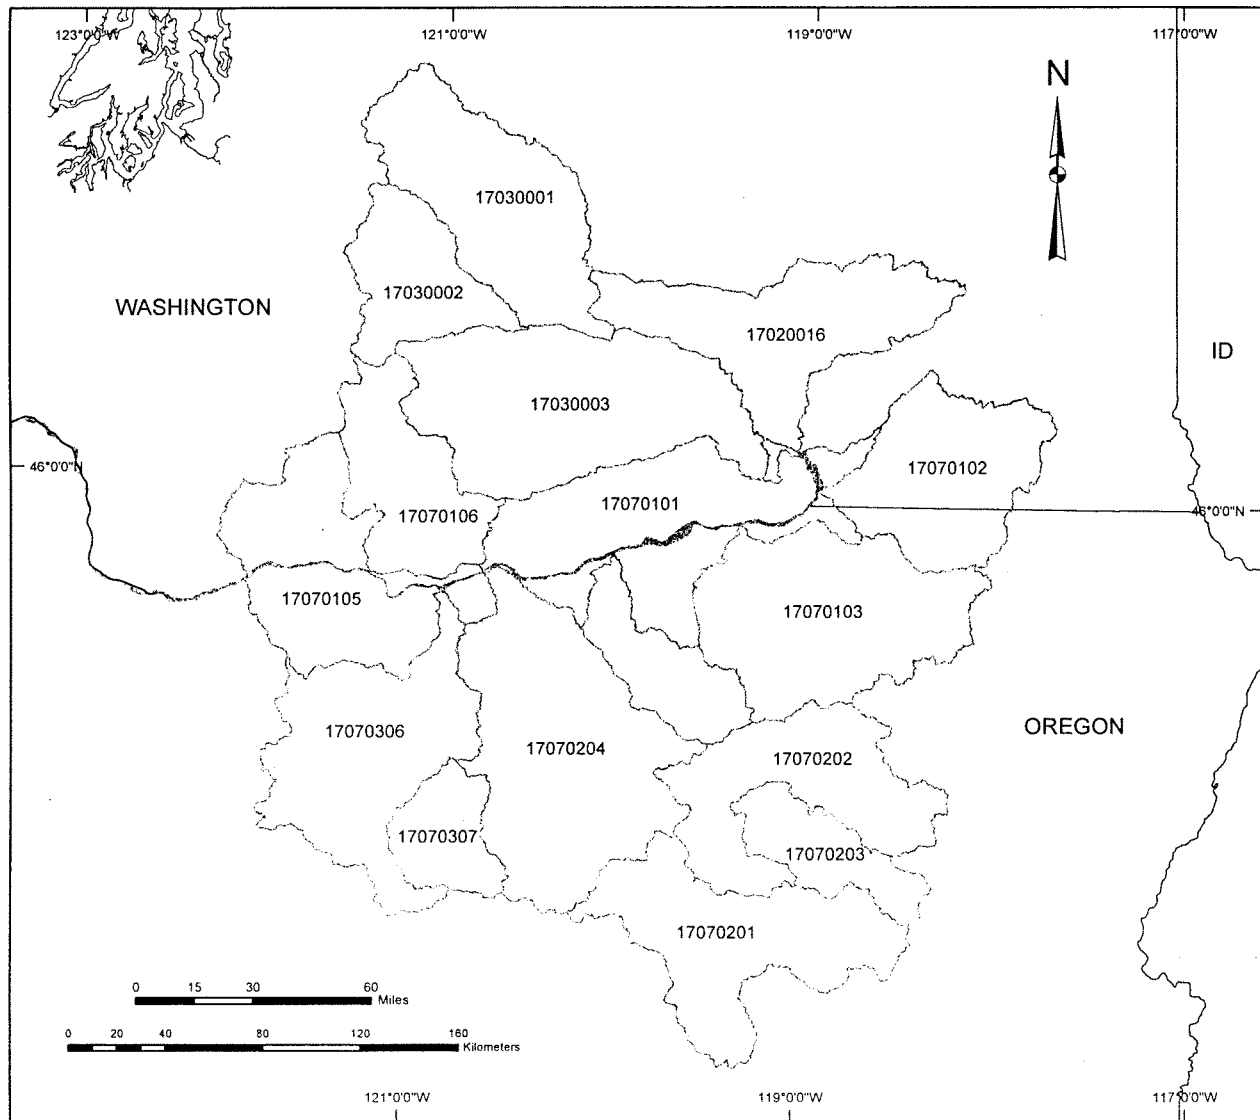 123°0'0"W
121°0'0"W
119°0'0"W
117°0'0"W
N
17030001
17030002
WASHINGTON
17020016
ID
17030003
46°0'0"N
17070102
17070101
17070106
46°0'0"N
17070105
17070103
OREGON
17070306
17070204
17070202
17070307
17070203
17070201
0 15 30 60
Miles
0 20 40 80 120 160
Kilometers
121°0'0"W
119°0'0"W
117°0'0"W